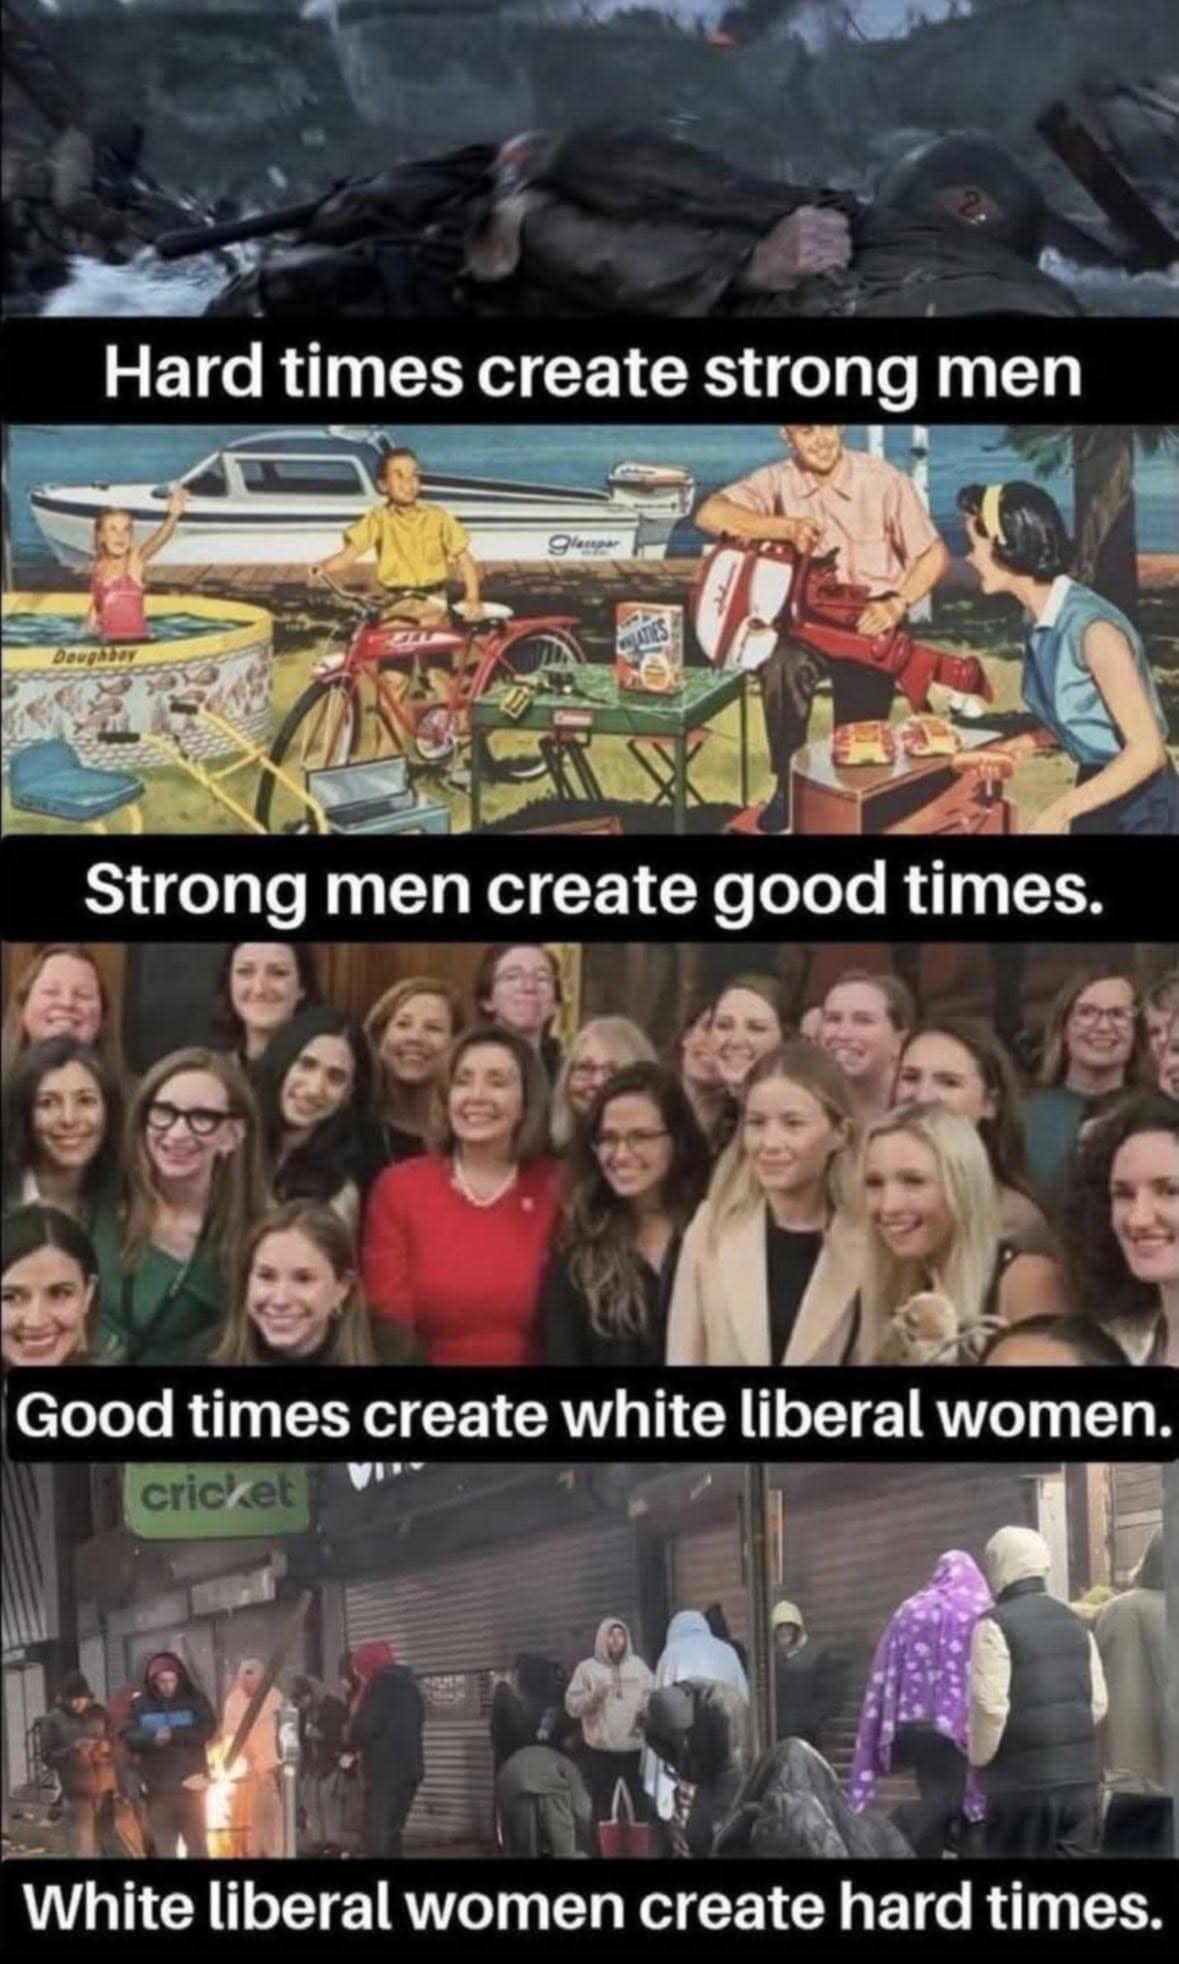 2
Hard times create strong men
Glasspar
WHEATIES
Doughboy
Strong men create good times.
Good times create white liberal women.
cricket
White liberal women create hard times.